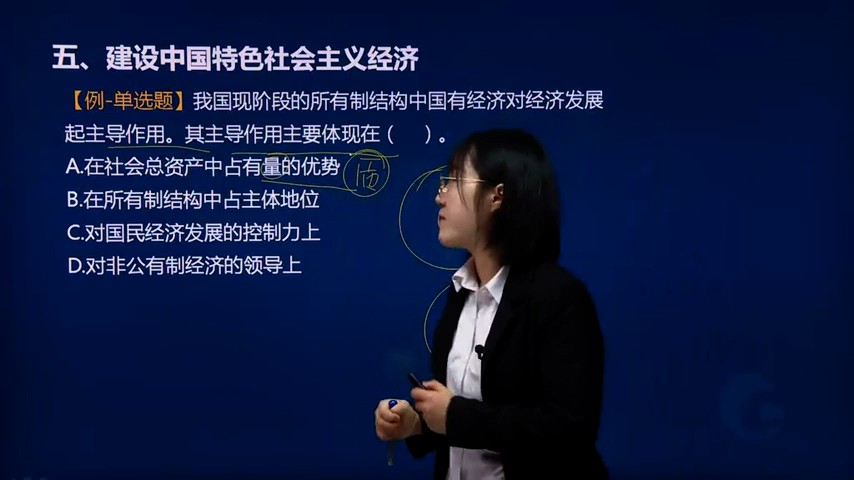 五、建设中国特色社会主义经济
【例-单选题】我国现阶段的所有制结构中国有经济对经济发展
起主导作用。其主导作用主要体现在（ ）。
A.在社会总资产中占有量的优势
B.在所有制结构中占主体地位
C.对国民经济发展的控制力上
D.对非公有制经济的领导上